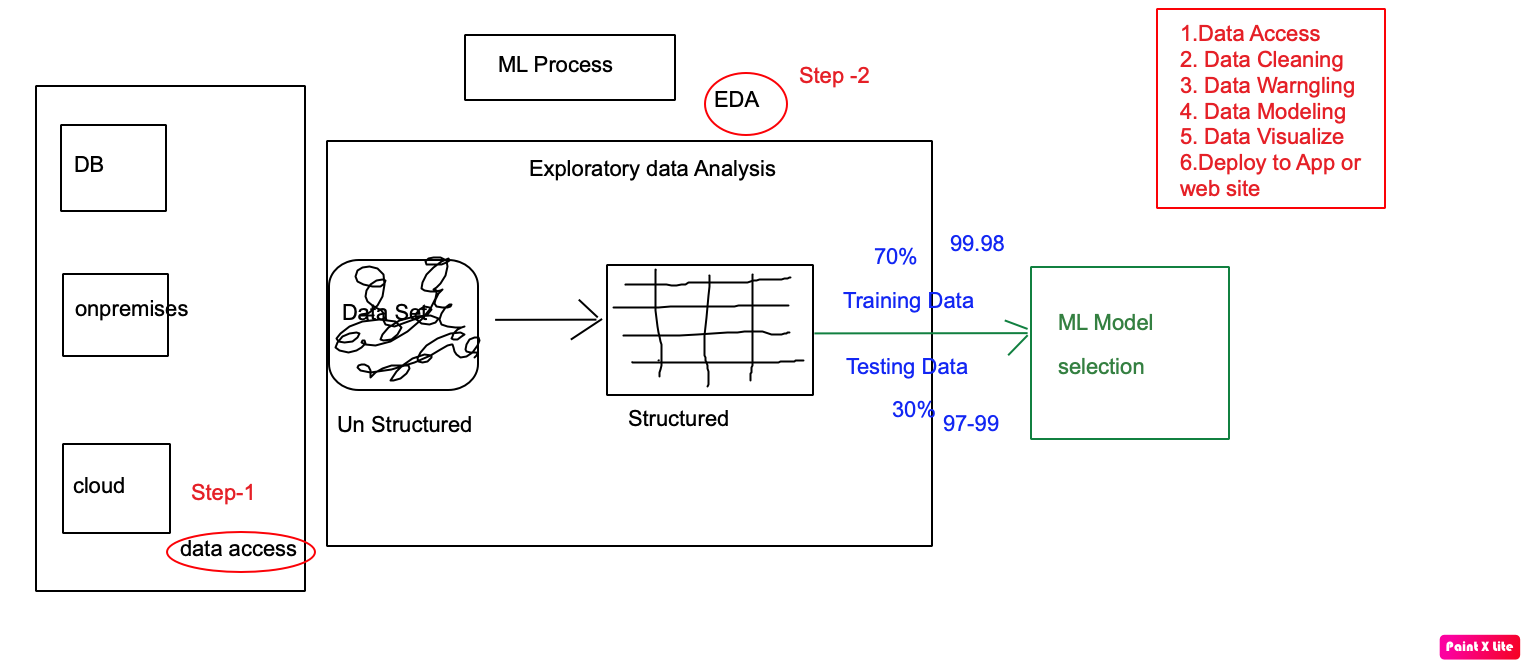 ML Process
EDA
Step -2
1.Data Access
2. Data Cleaning
3. Data Warngling
4. Data Modeling
5. Data Visualize
6.Deploy to App or
web site
DB
onpremises
cloud
Step-1
data access
Exploratory data Analysis
Data Set
Un Structured
Structured
70%
99.98
Training Data
Testing Data
30%
97-99
ML Model
selection
Paint X Lite